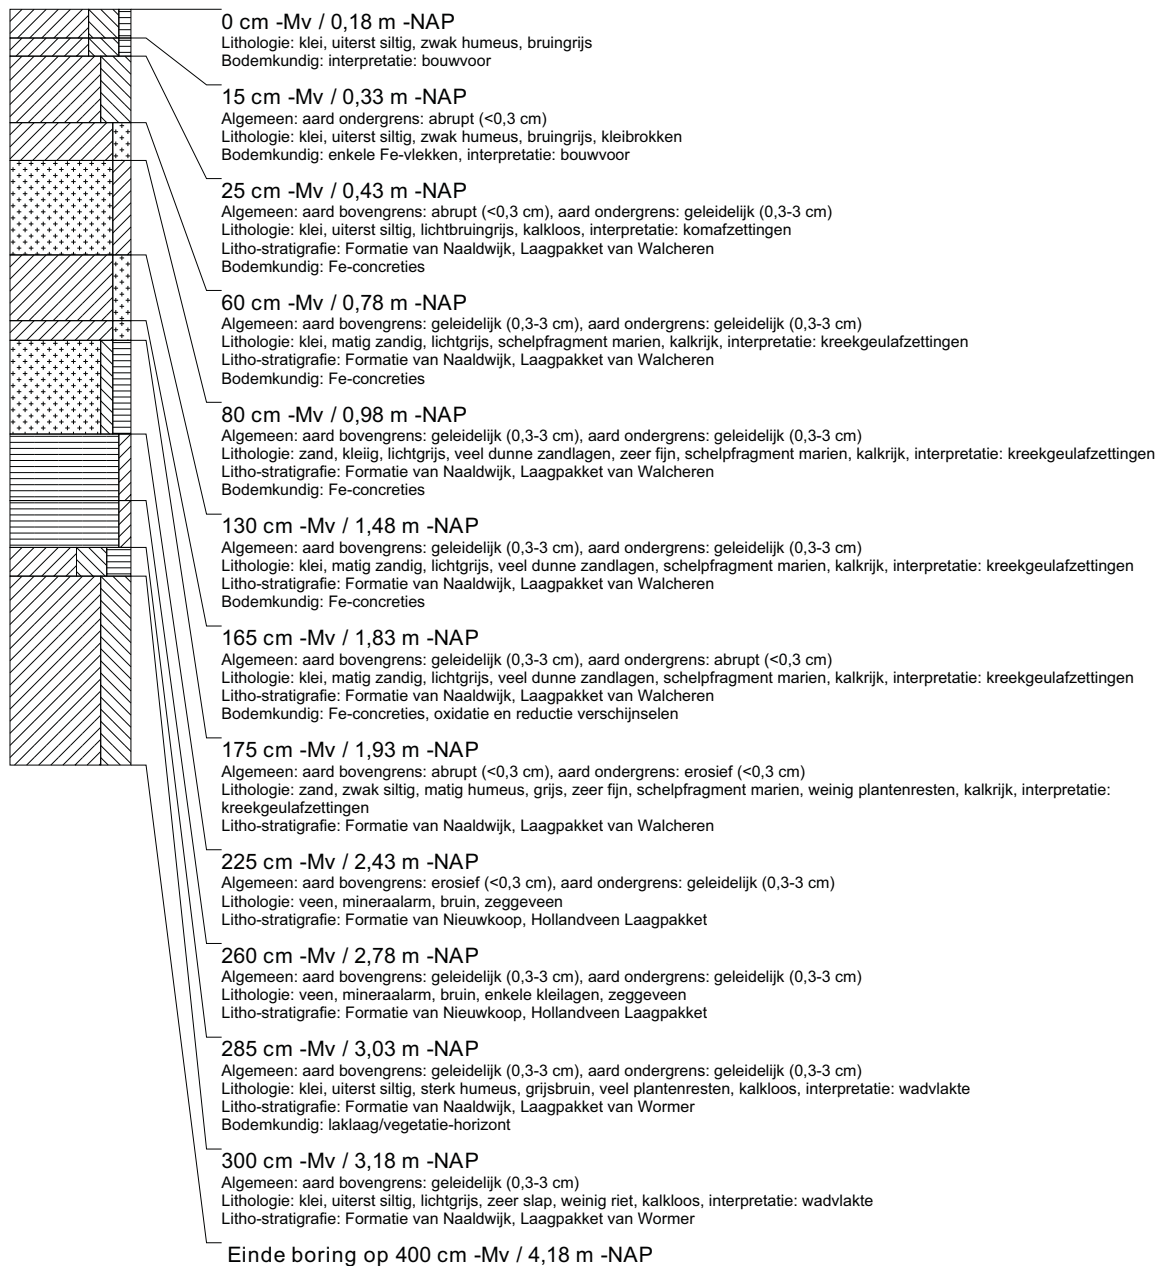 0 cm -Mv / 0,18 m -NAP
Lithologie: klei, uiterst siltig, zwak humeus, bruingrijs
Bodemkundig: interpretatie: bouwvoor
15 cm -Mv / 0,33 m -NAP
Algemeen: aard ondergrens: abrupt (<0,3 cm)
Lithologie: klei, uiterst siltig, zwak humeus, bruingrijs, kleibrokken
Bodemkundig: enkele Fe-vlekken, interpretatie: bouwvoor
25 cm -Mv / 0,43 m -NAP
Algemeen: aard bovengrens: abrupt (<0,3 cm), aard ondergrens: geleidelijk (0,3-3 cm)
Lithologie: klei, uiterst siltig, lichtbruingrijs, kalkloos, interpretatie: komafzettingen
Litho-stratigrafie: Formatie van Naaldwijk, Laagpakket van Walcheren
Bodemkundig: Fe-concreties
60 cm -Mv / 0,78 m -NAP
Algemeen: aard bovengrens: geleidelijk (0,3-3 cm), aard ondergrens: geleidelijk (0,3-3 cm)
Lithologie: klei, matig zandig, lichtgrijs, schelpfragment marien, kalkrijk, interpretatie: kreekgeulafzettingen
Litho-stratigrafie: Formatie van Naaldwijk, Laagpakket van Walcheren
Bodemkundig: Fe-concreties
80 cm -Mv / 0,98 m -NAP
Algemeen: aard bovengrens: geleidelijk (0,3-3 cm), aard ondergrens: geleidelijk (0,3-3 cm)
Lithologie: zand, kleiig, lichtgrijs, veel dunne zandlagen, zeer fijn, schelpfragment marien, kalkrijk, interpretatie: kreekgeulafzettingen
Litho-stratigrafie: Formatie van Naaldwijk, Laagpakket van Walcheren
Bodemkundig: Fe-concreties
130 cm -Mv / 1,48 m -NAP
Algemeen: aard bovengrens: geleidelijk (0,3-3 cm), aard ondergrens: geleidelijk (0,3-3 cm)
Lithologie: klei, matig zandig, lichtgrijs, veel dunne zandlagen, schelpfragment marien, kalkrijk, interpretatie: kreekgeulafzettingen
Litho-stratigrafie: Formatie van Naaldwijk, Laagpakket van Walcheren
Bodemkundig: Fe-concreties
165 cm -Mv / 1,83 m -NAP
Algemeen: aard bovengrens: geleidelijk (0,3-3 cm), aard ondergrens: abrupt (<0,3 cm)
Lithologie: klei, matig zandig, lichtgrijs, veel dunne zandlagen, schelpfragment marien, kalkrijk, interpretatie: kreekgeulafzettingen
Litho-stratigrafie: Formatie van Naaldwijk, Laagpakket van Walcheren
Bodemkundig: Fe-concreties, oxidatie en reductie verschijnselen
175 cm -Mv / 1,93 m -NAP
Algemeen: aard bovengrens: abrupt (<0,3 cm), aard ondergrens: erosief (<0,3 cm)
Lithologie: zand, zwak siltig, matig humeus, grijs, zeer fijn, schelpfragment marien, weinig plantenresten, kalkrijk, interpretatie:
kreekgeulafzettingen
Litho-stratigrafie: Formatie van Naaldwijk, Laagpakket van Walcheren
225 cm -Mv / 2,43 m -NAP
Algemeen: aard bovengrens: erosief (<0,3 cm), aard ondergrens: geleidelijk (0,3-3 cm)
Lithologie: veen, mineraalarm, bruin, zeggeveen
Litho-stratigrafie: Formatie van Nieuwkoop, Hollandveen Laagpakket
260 cm -Mv / 2,78 m -NAP
Algemeen: aard bovengrens: geleidelijk (0,3-3 cm), aard ondergrens: geleidelijk (0,3-3 cm)
Lithologie: veen, mineraalarm, bruin, enkele kleilagen, zeggeveen
Litho-stratigrafie: Formatie van Nieuwkoop, Hollandveen Laagpakket
285 cm -Mv / 3,03 m -NAP
Algemeen: aard bovengrens: geleidelijk (0,3-3 cm), aard ondergrens: geleidelijk (0,3-3 cm)
Lithologie: klei, uiterst siltig, sterk humeus, grijsbruin, veel plantenresten, kalkloos, interpretatie: wadvlakte
Litho-stratigrafie: Formatie van Naaldwijk, Laagpakket van Wormer
Bodemkundig: laklaag/vegetatie-horizont
300 cm -Mv / 3,18 m -NAP
Algemeen: aard bovengrens: geleidelijk (0,3-3 cm)
Lithologie: klei, uiterst siltig, lichtgrijs, zeer slap, weinig riet, kalkloos, interpretatie: wadvlakte
Litho-stratigrafie: Formatie van Naaldwijk, Laagpakket van Wormer
Einde boring op 400 cm -Mv / 4,18 m -NAP